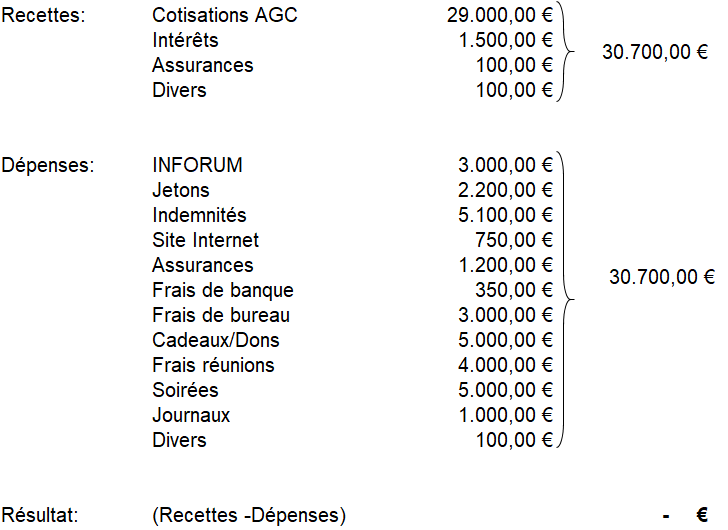 Recettes: Cotisations AGC 29.000,00 €
Intérêts 1.500,00 €
30.700,00 €
Assurances 100,00 €
Divers 100,00 €
Dépenses: INFORUM 3.000,00 €
Jetons 2.200,00 €
Indemnités 5.100,00 €
Site Internet 750,00 €
Assurances 1.200,00 €
30.700,00 €
Frais de banque 350,00 €
Frais de bureau 3.000,00 €
Cadeaux/Dons 5.000,00 €
Frais réunions 4.000,00 €
Soirées 5.000,00 €
Journaux 1.000,00 €
Divers 100,00 €
Résultat: (Recettes -Dépenses) - €